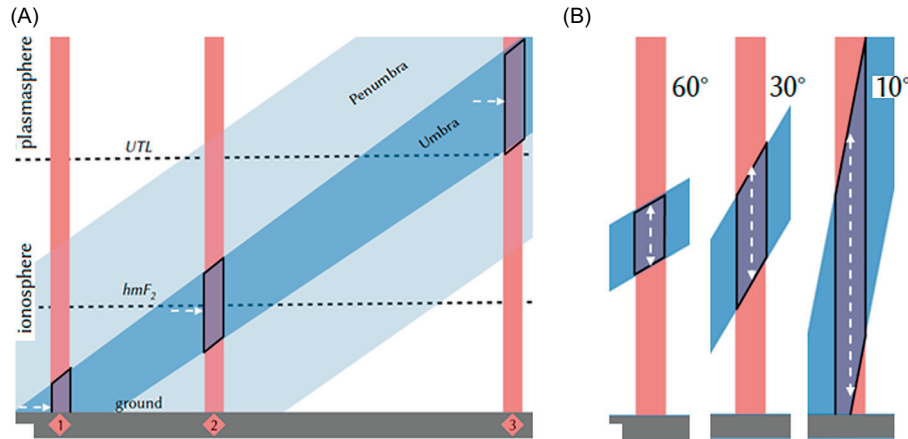 (A)
(B)
plasmasphere
ionosphere
Penumbra
Umbra
UTL
hmF2
ground
1
2
3
60°
30°
10°